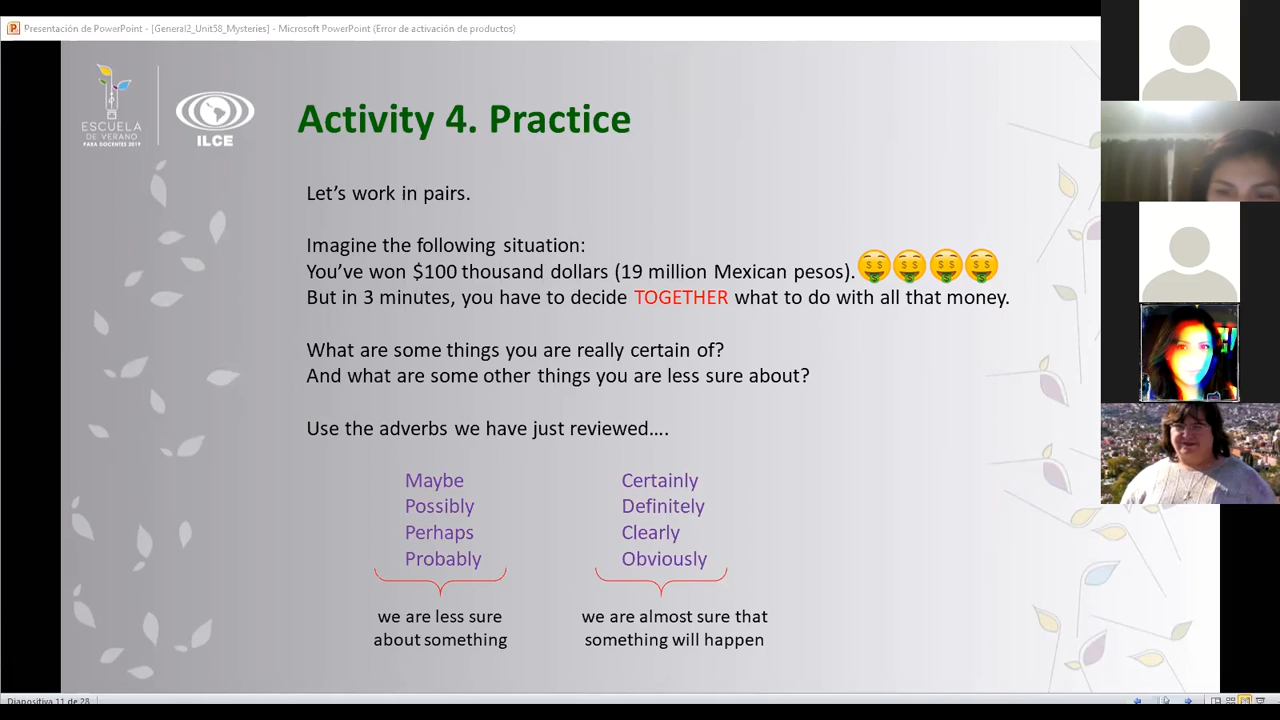 Presentación de PowerPoint - [General2_Unit58_Mysteries] - Microsoft PowerPoint (Error de activación de productos)
ESCUELA
DE VERANO
PARA DOCENTES 2019
ILCE
Activity 4. Practice
Let's work in pairs.
Imagine the following situation:
You've won $100 thousand dollars (19 million Mexican pesos).
But in 3 minutes, you have to decide TOGETHER what to do with all that money.
What are some things you are really certain of?
And what are some other things you are less sure about?
Use the adverbs we have just reviewed....
Maybe
Possibly
Perhaps
Probably
we are less sure
about something
Certainly
Definitely
Clearly
Obviously
we are almost sure that
something will happen
Diapositiva 11 de 28